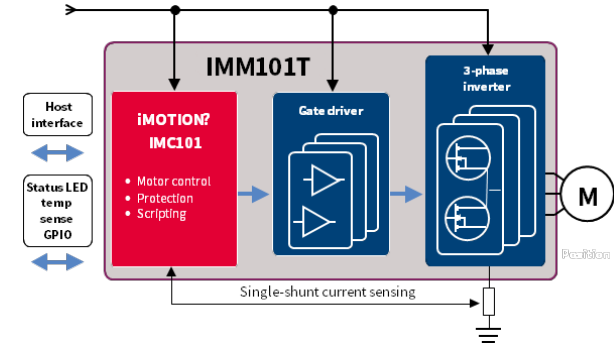 IMM101T
3-phase
inverter
Host
interface
iMOTION?
IMC101
Gate driver
• Motor control
• Protection
• Scripting
Status LED
temp
sense
GPIO
M
Position
Single-shunt current sensing